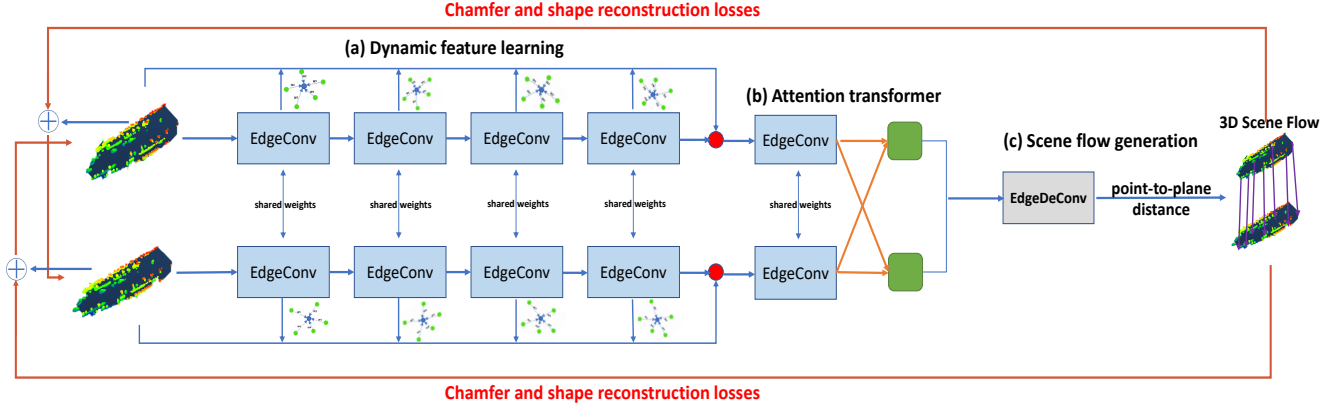 Chamfer and shape reconstruction losses
(a) Dynamic feature learning
(b) Attention transformer
3D Scene Flow
(c) Scene flow generation
EdgeConv
EdgeConv
EdgeConv
EdgeConv
EdgeConv
shared weights
shared weights
shared weights
shared weights
shared weights
EdgeDeConv
point-to-plane
distance
EdgeConv
EdgeConv
EdgeConv
EdgeConv
EdgeConv
Chamfer and shape reconstruction losses